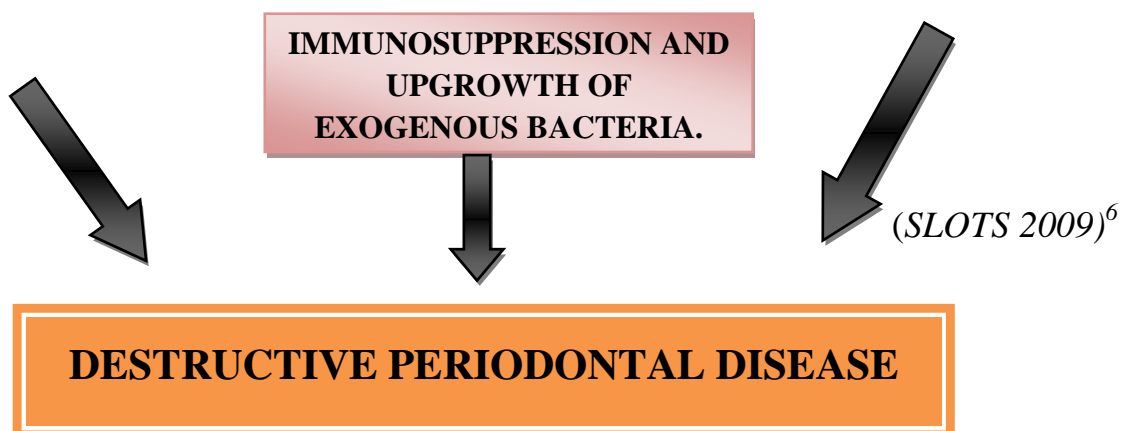 IMMUNOSUPPRESSION AND
UPGROWTH OF
EXOGENOUS BACTERIA.
(SLOTS 2009)⁶
DESTRUCTIVE PERIODONTAL DISEASE